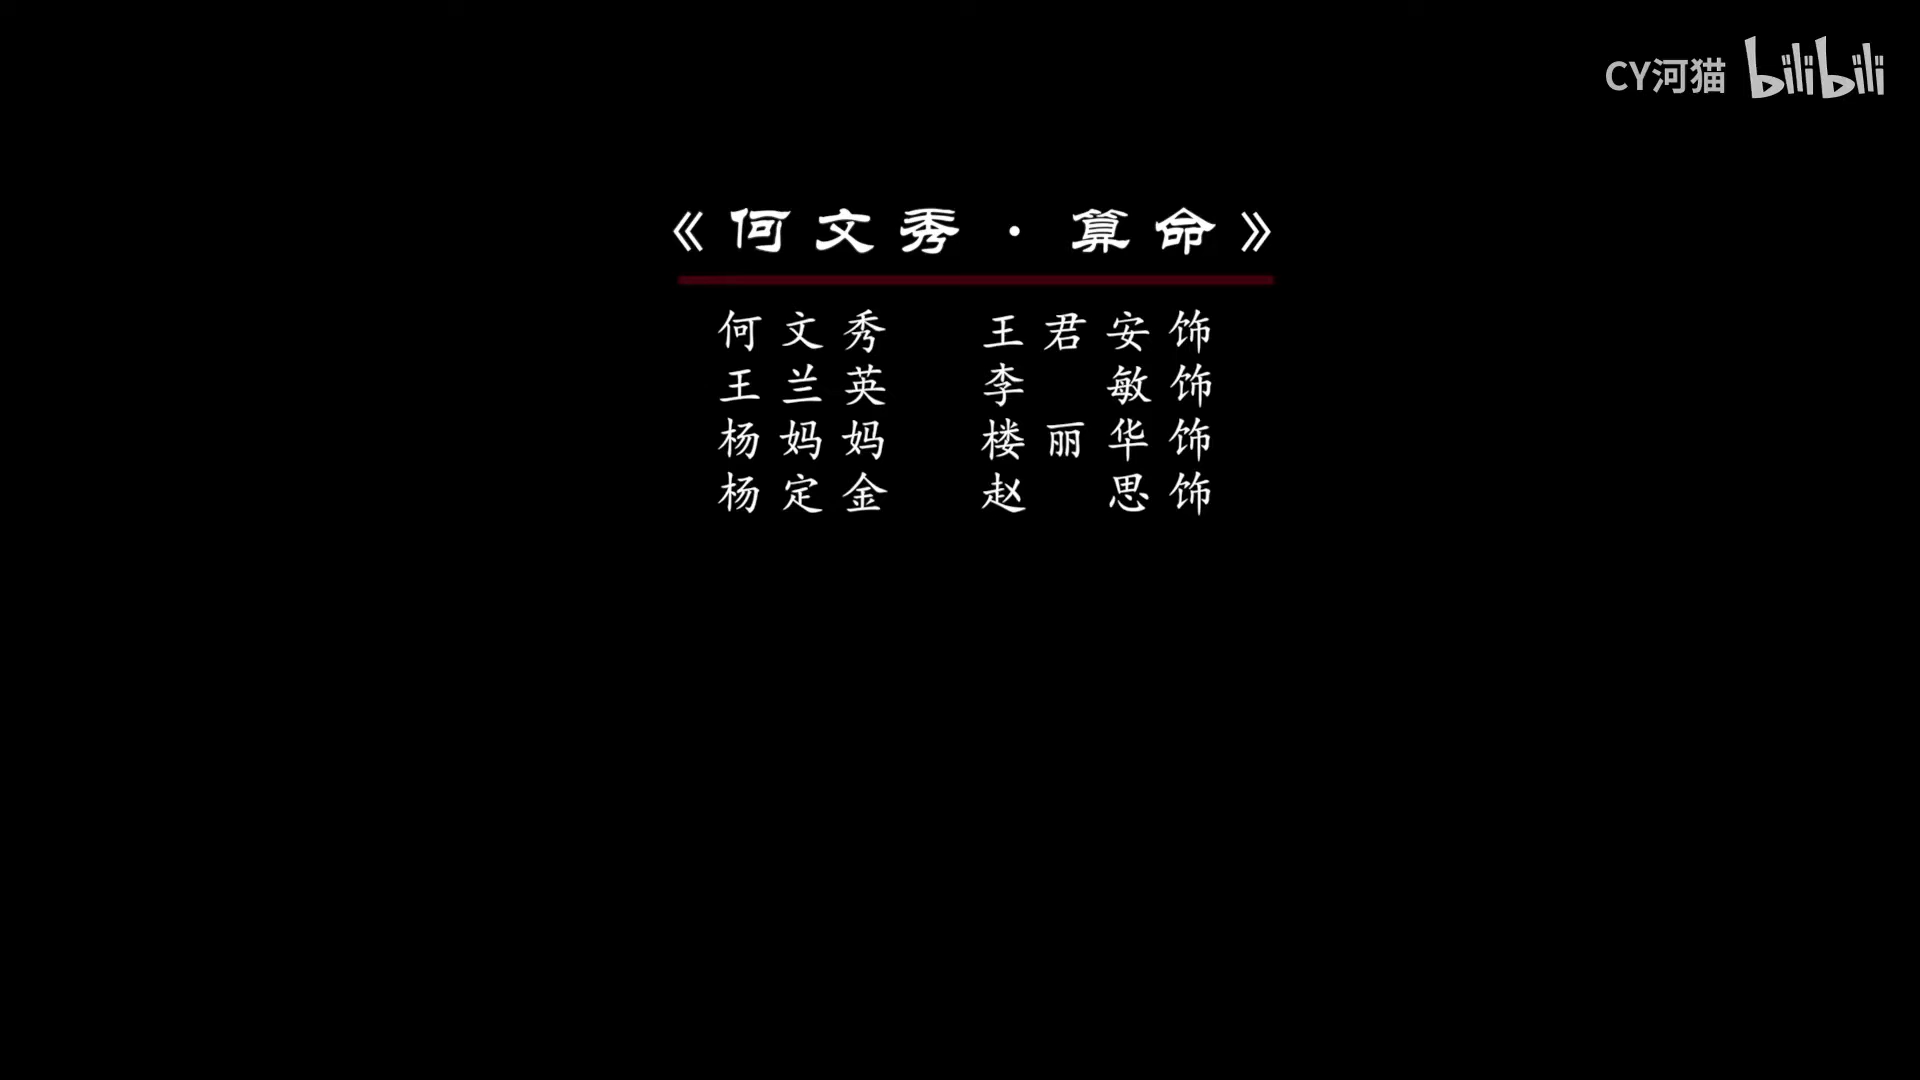 CY河猫 bilibili
《何文秀·算命》
何文秀 王君安饰
王兰英 李 敏饰
杨妈妈 楼丽华饰
杨定金 赵 思饰